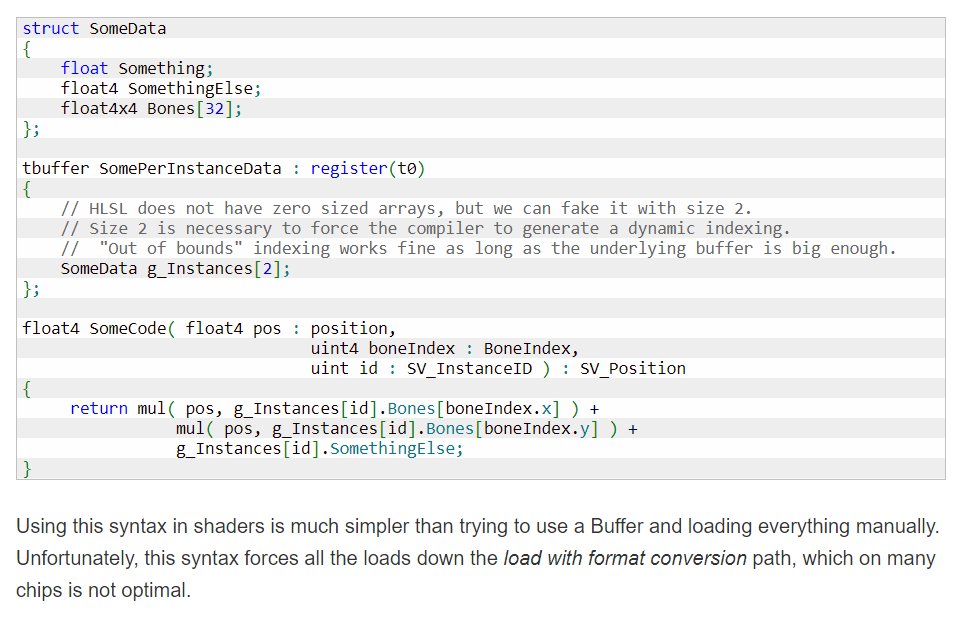 struct SomeData
{
    float Something;
    float4 SomethingElse;
    float4x4 Bones[32];
};

tbuffer SomePerInstanceData : register(t0)
{
    // HLSL does not have zero sized arrays, but we can fake it with size 2.
    // Size 2 is necessary to force the compiler to generate a dynamic indexing.
    //  "Out of bounds" indexing works fine as long as the underlying buffer is big enough.
    SomeData g_Instances[2];
};

float4 SomeCode( float4 pos : position,
                              uint4 boneIndex : BoneIndex,
                              uint id : SV_InstanceID ) : SV_Position
{
     return mul( pos, g_Instances[id].Bones[boneIndex.x] ) +
                mul( pos, g_Instances[id].Bones[boneIndex.y] ) +
                g_Instances[id].SomethingElse;
}

Using this syntax in shaders is much simpler than trying to use a Buffer and loading everything manually.
Unfortunately, this syntax forces all the loads down the load with format conversion path, which on many
chips is not optimal.